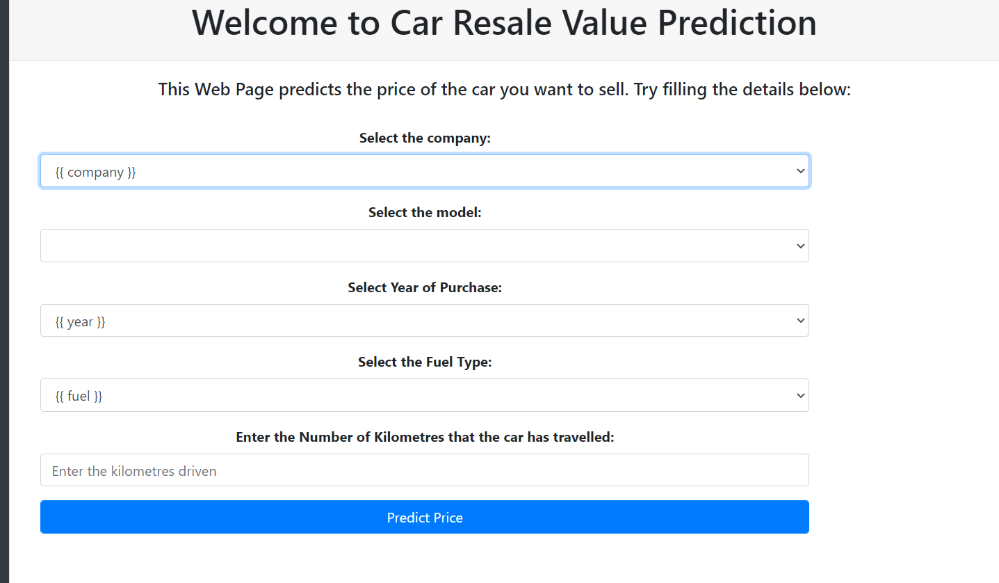 Welcome to Car Resale Value Prediction
This Web Page predicts the price of the car you want to sell. Try filling the details below:
Select the company:
{{ company }}
Select the model:
Select Year of Purchase:
{{ year }}
Select the Fuel Type:
{{ fuel }}
Enter the Number of Kilometres that the car has travelled:
Enter the kilometres driven
Predict Price